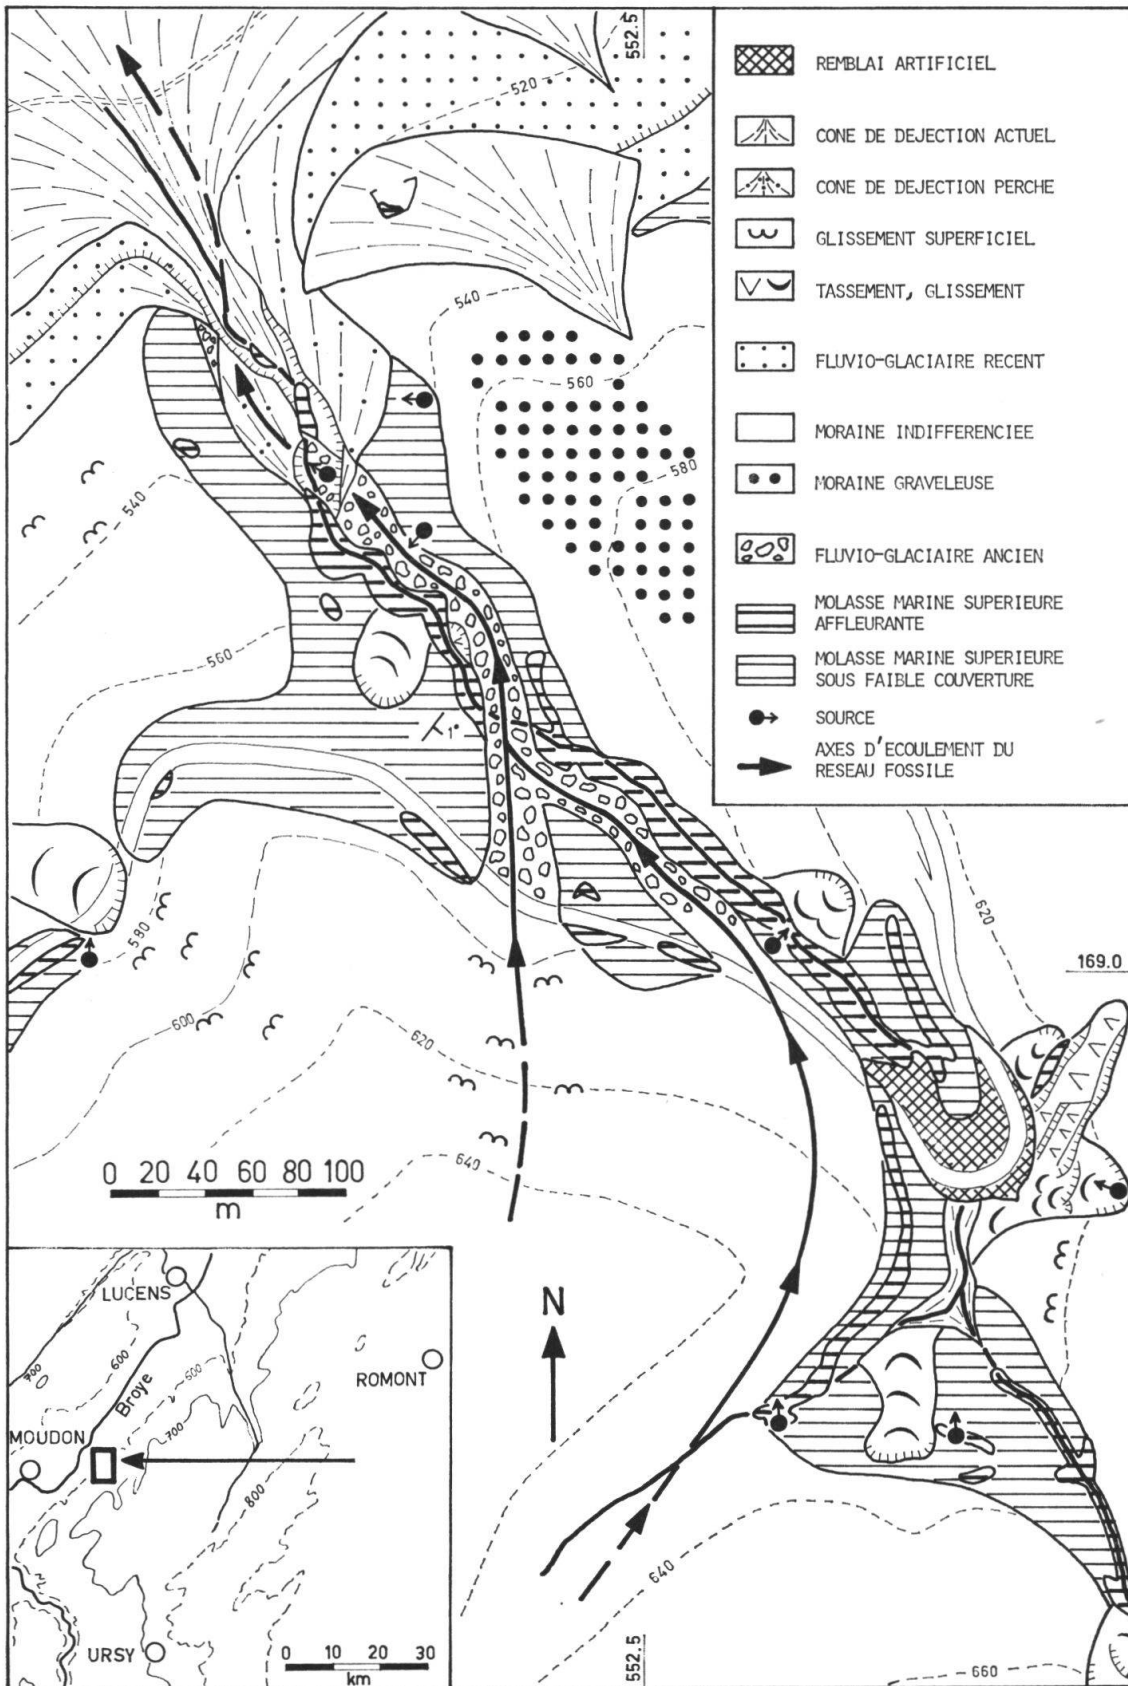 552.5
REMBLAI ARTIFICIEL
CONE DE DEJECTION ACTUEL
CONE DE DEJECTION PERCHE
GLISSEMENT SUPERFICIEL
TASSEMENT, GLISSEMENT
FLUVIO-GLACIAIRE RECENT
MORAINE INDIFFERENCIEE
MORAINE GRAVELEUSE
FLUVIO-GLACIAIRE ANCIEN
MOLASSE MARINE SUPERIEURE
AFFLEURANTE
MOLASSE MARINE SUPERIEURE
SOUS FAIBLE COUVERTURE
SOURCE
AXES D'ECOULEMENT DU
RESEAU FOSSILE
520
540
560
580
540
560
1°
580
600
620
640
620
169.0
0 20 40 60 80 100
m
N
LUCENS
ROMONT
MOUDON
URSY
Broye
700
600
600
700
800
0 10 20 30
km
640
660
552.5